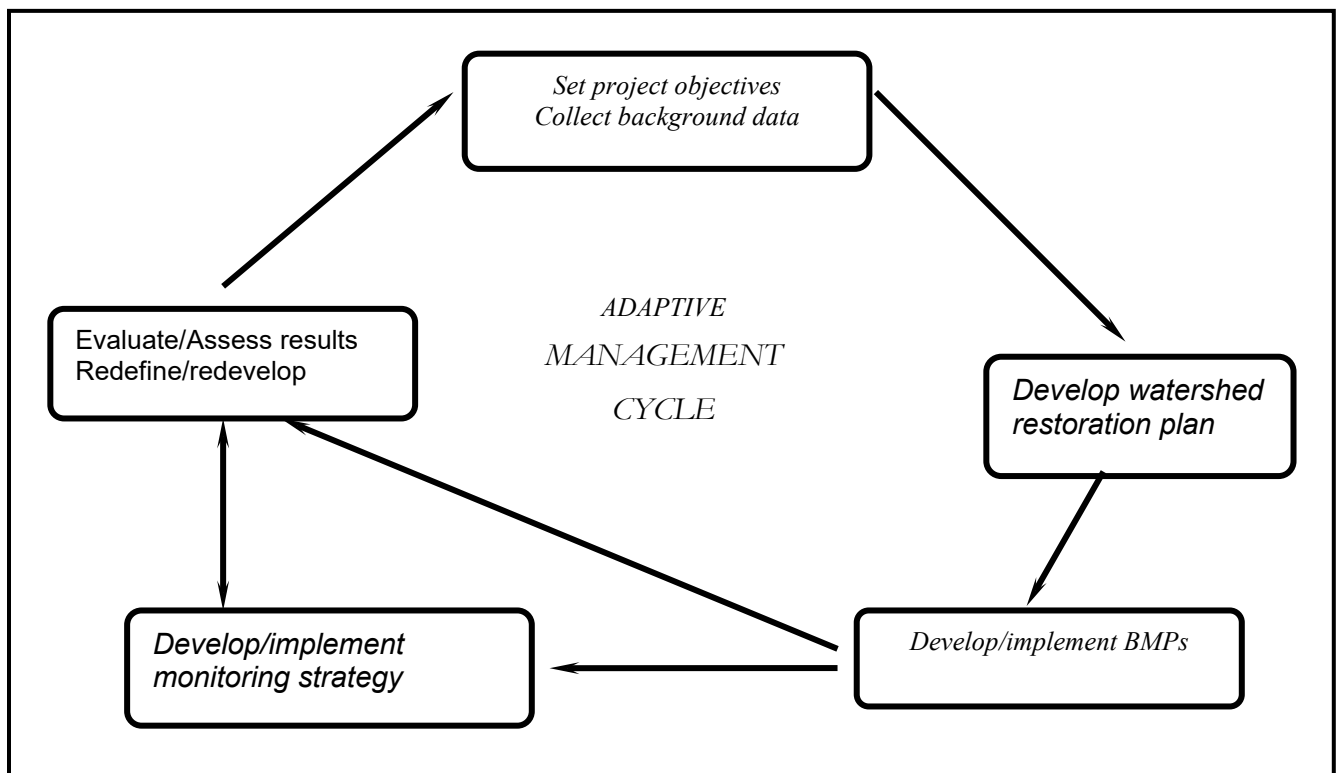 Set project objectives
Collect background data
ADAPTIVE
MANAGEMENT
CYCLE
Evaluate/Assess results
Redefine/redevelop
Develop watershed
restoration plan
Develop/implement
monitoring strategy
Develop/implement BMPs